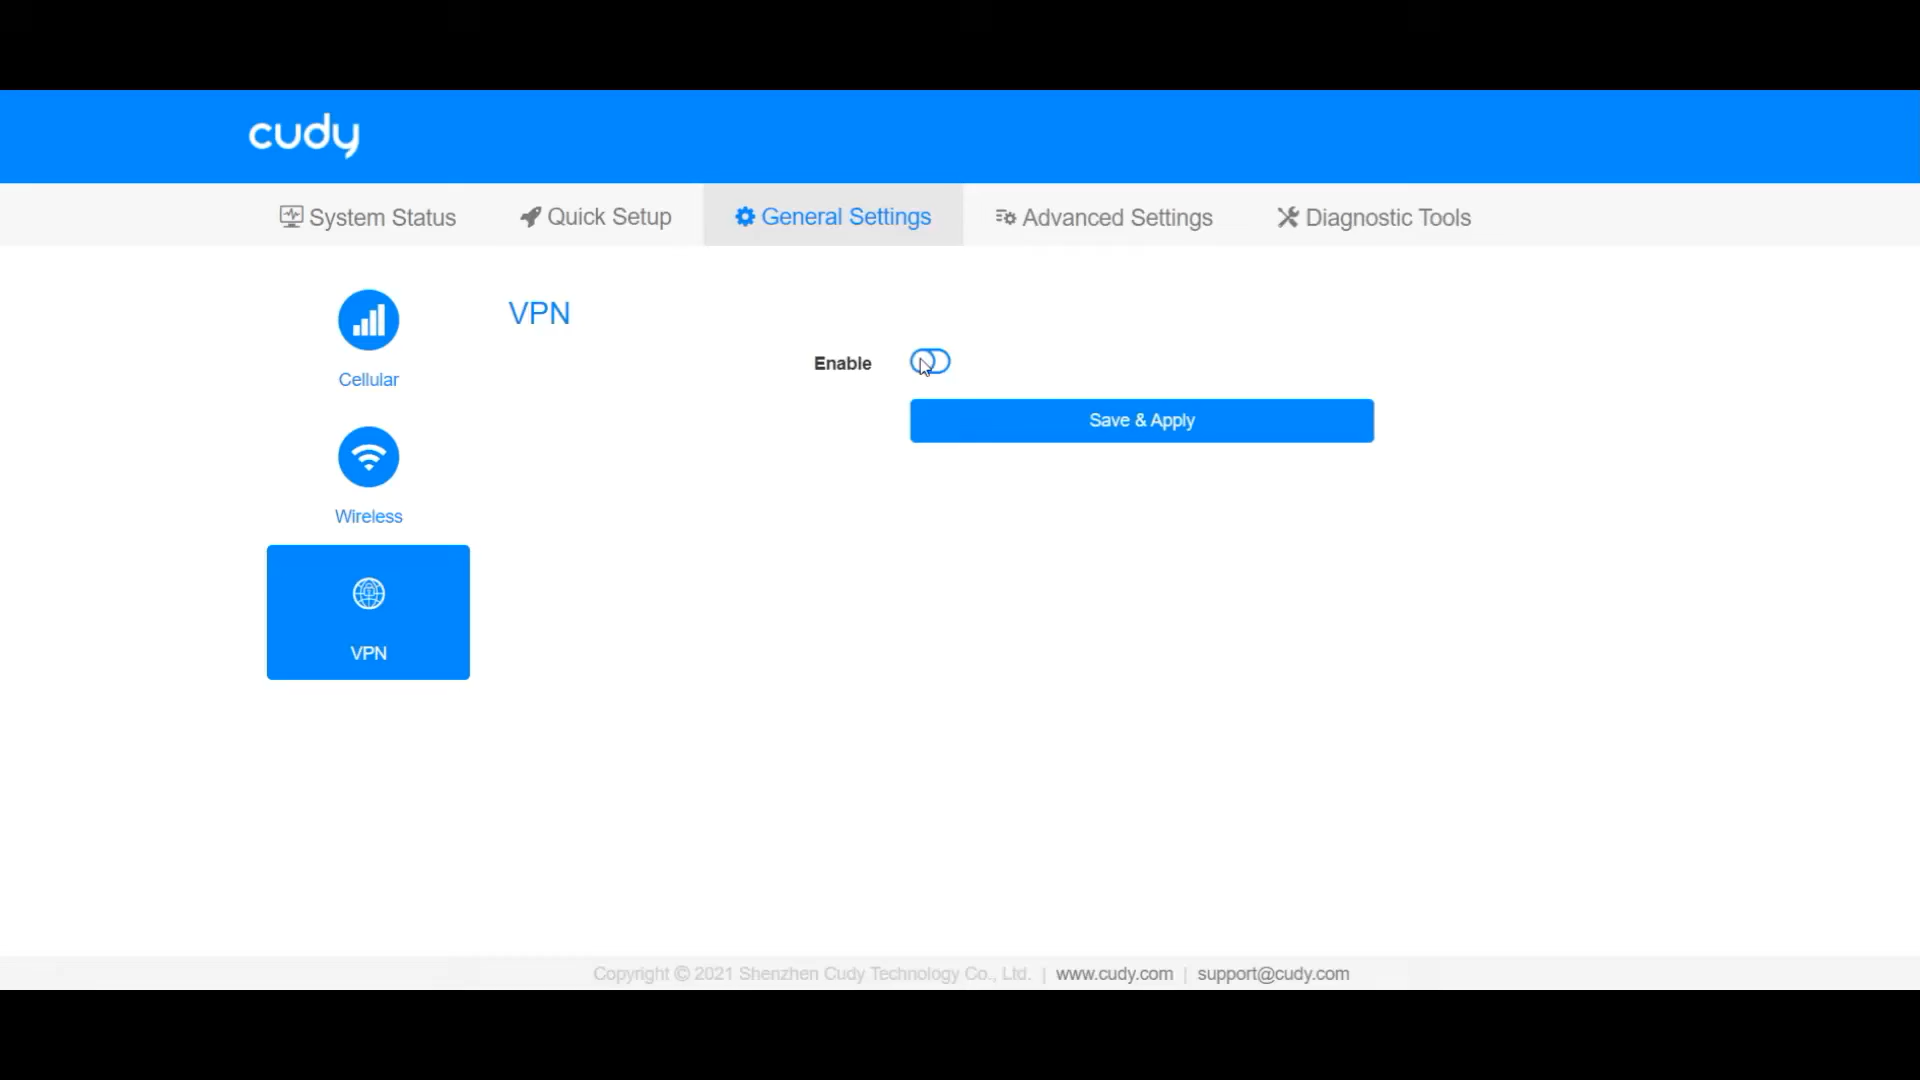 cudy
System Status
Quick Setup
General Settings
Advanced Settings
Diagnostic Tools
Cellular
Wireless
VPN
VPN
Enable
Save & Apply
Copyright © 2021 Shenzhen Cudy Technology Co., Ltd. | www.cudy.com | support@cudy.com